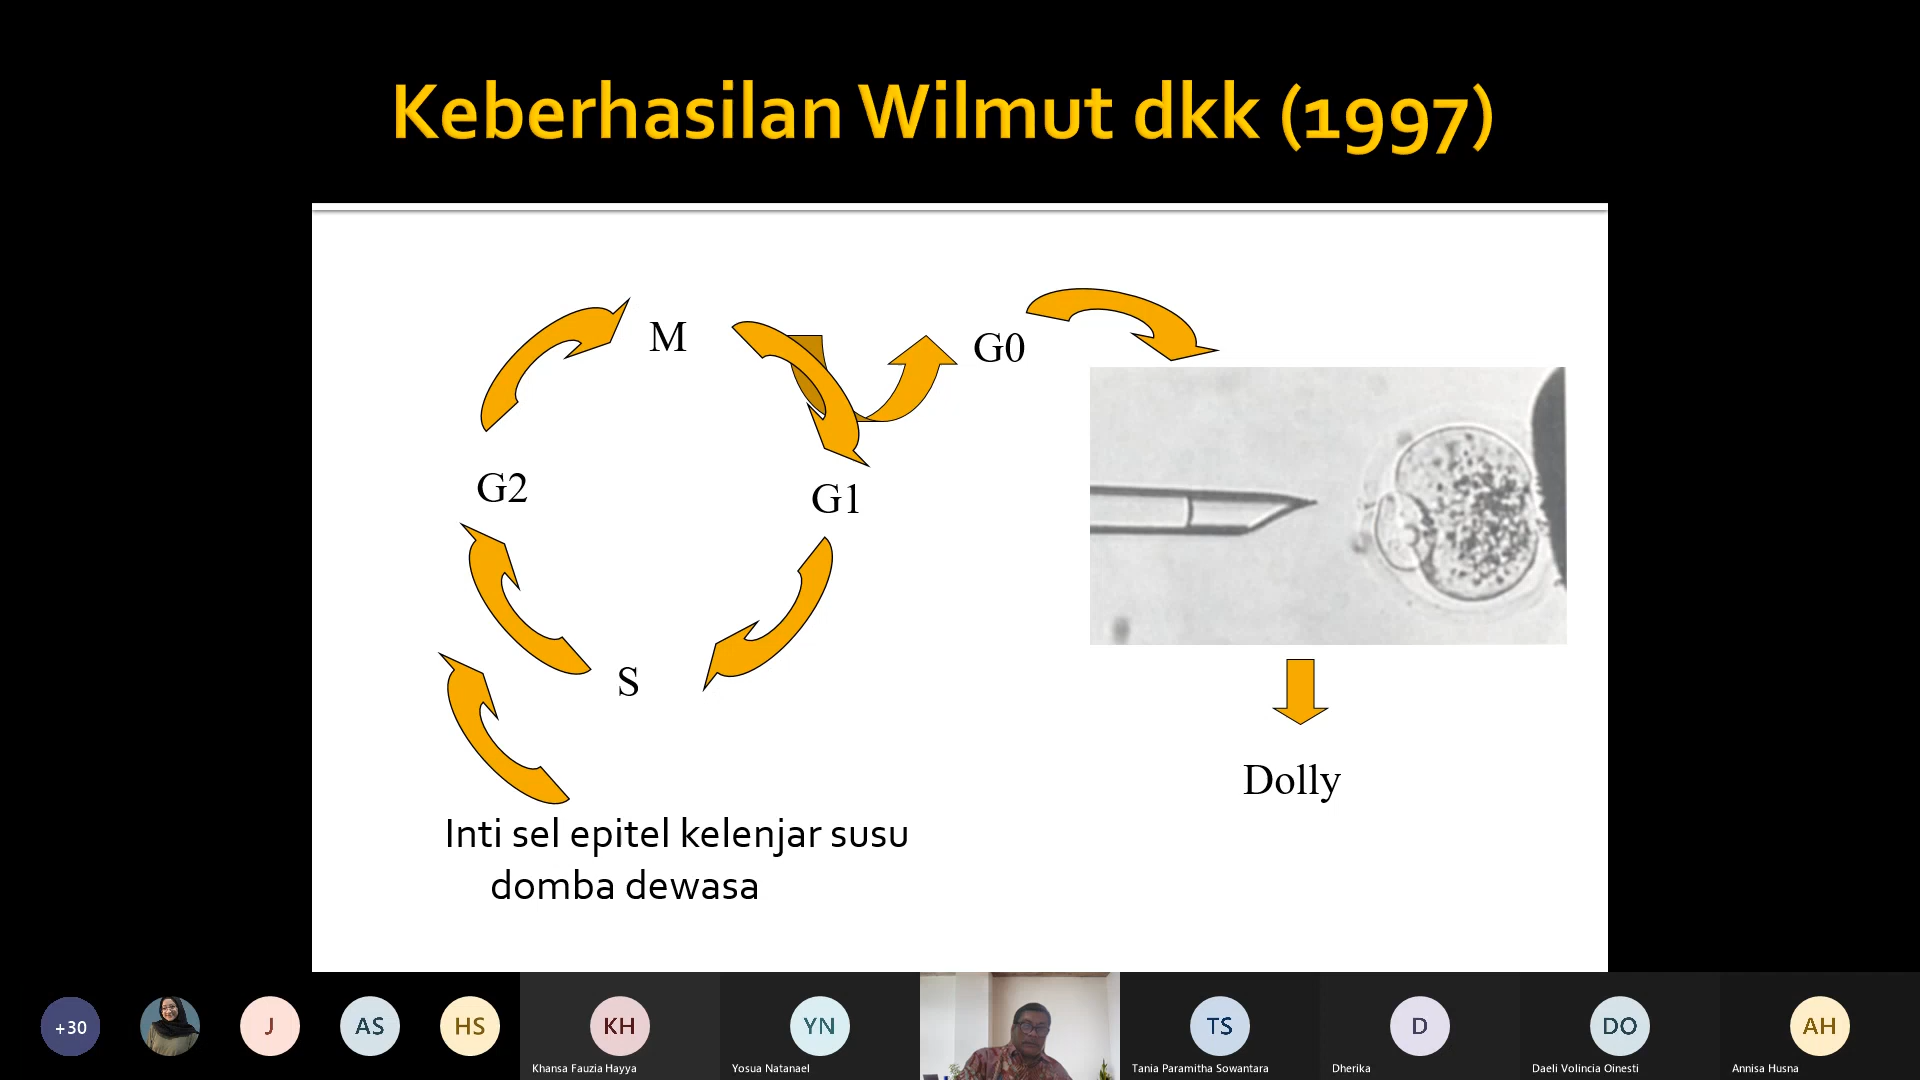 Keberhasilan Wilmut dkk (1997)
M
G0
G2
G1
S
Dolly
Inti sel epitel kelenjar susu
domba dewasa
+30
J
AS
HS
KH
YN
TS
D
DO
AH
Khansa Fauzia Hayya
Yosua Natanael
Tania Paramitha Sowantara
Dherika
Daeli Volincia Oinesti
Annisa Husna